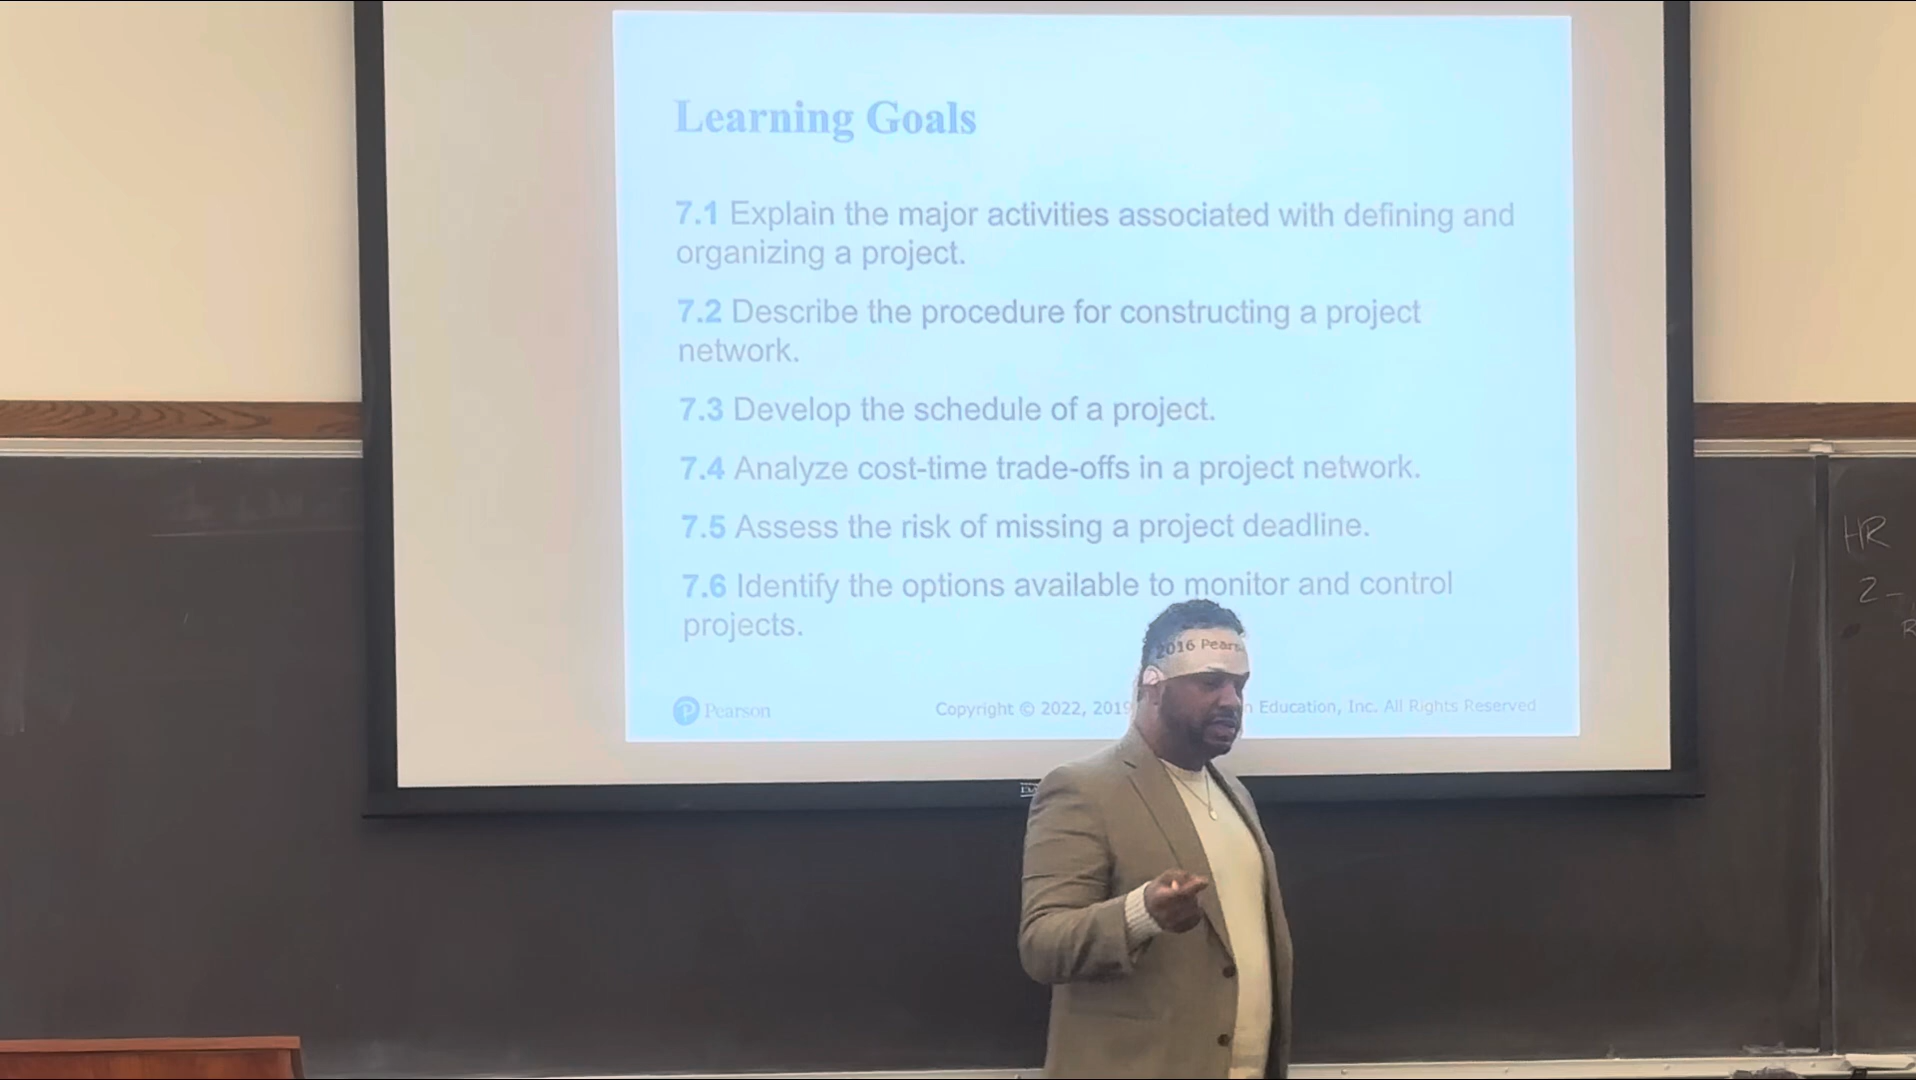 Learning Goals
7.1 Explain the major activities associated with defining and
organizing a project.
7.2 Describe the procedure for constructing a project
network.
7.3 Develop the schedule of a project.
7.4 Analyze cost-time trade-offs in a project network.
7.5 Assess the risk of missing a project deadline.
7.6 Identify the options available to monitor and control
projects.
Pearson
Copyright © 2022, 2019 2016 Pears n Education, Inc. All Rights Reserved
HR
2 -
R